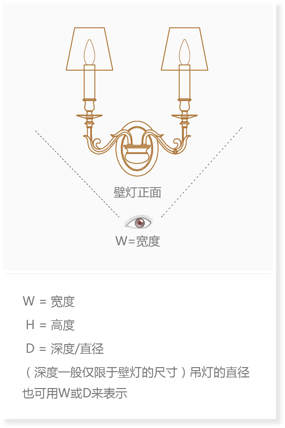 壁灯正面
W=宽度
W = 宽度
H = 高度
D = 深度/直径
（深度一般仅限于壁灯的尺寸）吊灯的直径
也可用W或D来表示